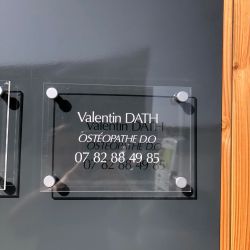 Valentin DATH
OSTÉOPATHE D.O
07 82 88 49 85